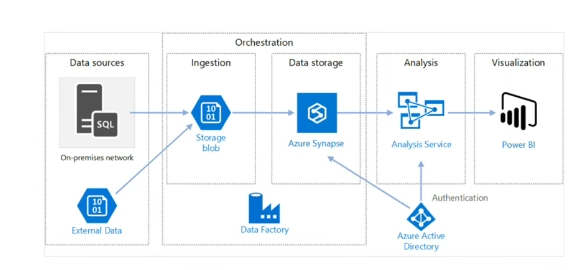 Orchestration
Data sources
Ingestion
Data storage
Analysis
Visualization
SQL
10
01
Storage
blob
Azure Synapse
Analysis Service
Power BI
On-premises network
10
01
External Data
Data Factory
Authentication
Azure Active
Directory